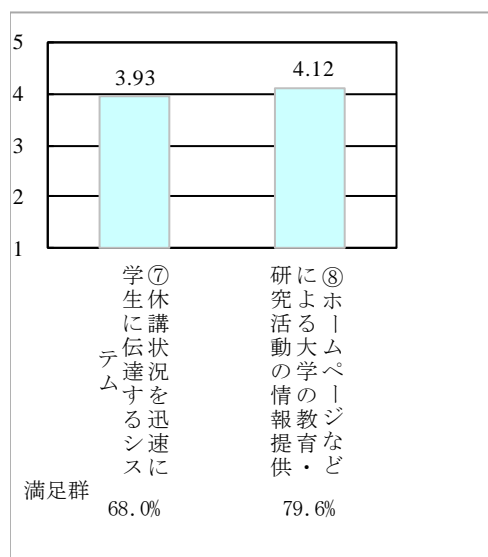 5
4
3
2
1
3.93
4.12
⑦休講状況を迅速に
学生に伝達するシス
テム
⑧ホームページなど
による大学の教育・
研究活動の情報提供
満足群
68.0%
79.6%